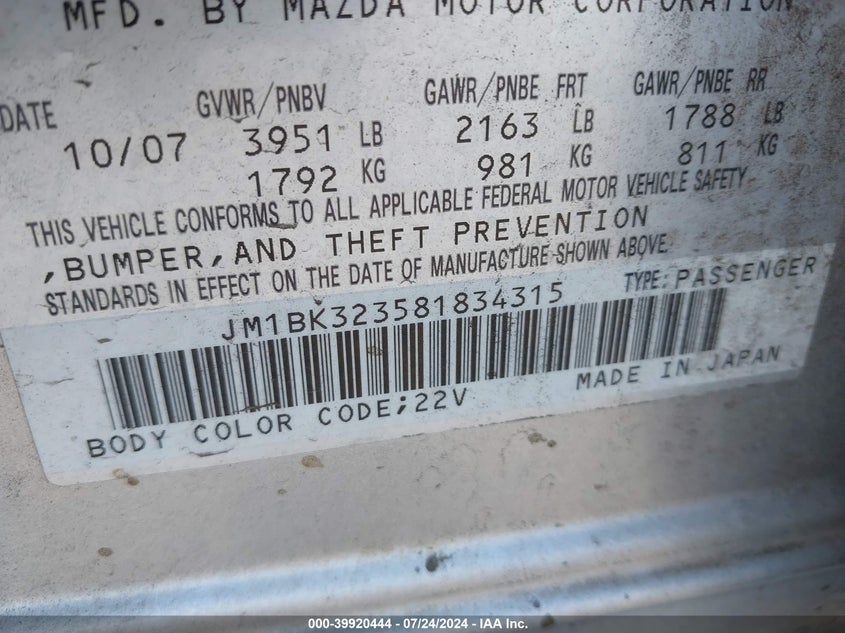 MFD. BY MAZDA MOTOR CORPORATION
DATE GVWR/PNBV GAWR/PNBE FRT GAWR/PNBE RR
10/07 3951 LB 2163 LB 1788 LB
1792 KG 981 KG 811 KG
THIS VEHICLE CONFORMS TO ALL APPLICABLE FEDERAL MOTOR VEHICLE SAFETY
,BUMPER,AND THEFT PREVENTION
STANDARDS IN EFFECT ON THE DATE OF MANUFACTURE SHOWN ABOVE.
JM1BK323581834315 TYPE: PASSENGER
MADE IN JAPAN
BODY COLOR CODE;22V
000-39920444 - 07/24/2024 - IAA Inc.